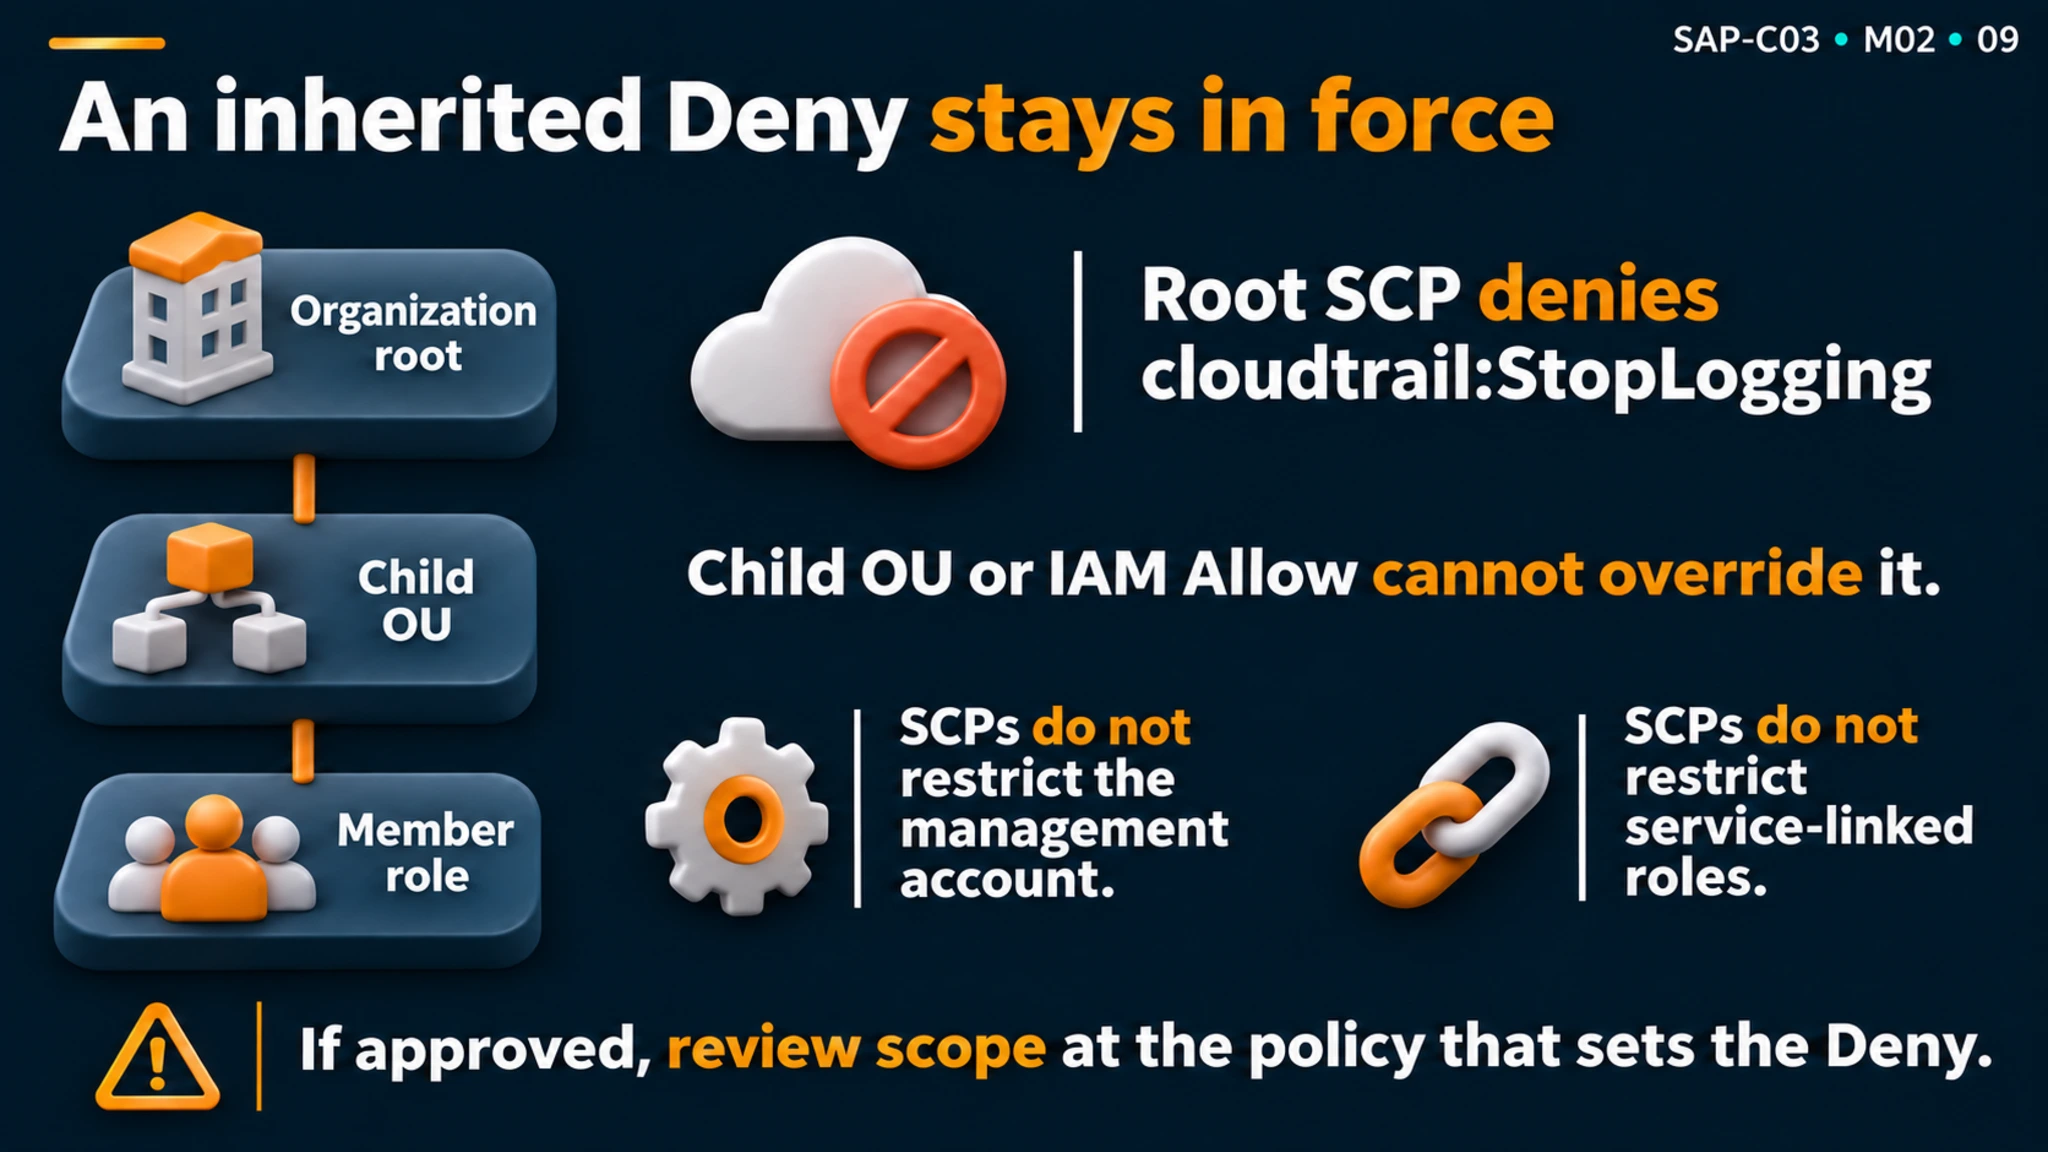 SAP-C03 • M02 • 09
An inherited Deny stays in force
Organization
root
Root SCP denies
cloudtrail:StopLogging
Child
OU
Child OU or IAM Allow cannot override it.
Member
role
SCPs do not
restrict the
management
account.
SCPs do not
restrict
service-linked
roles.
If approved, review scope at the policy that sets the Deny.